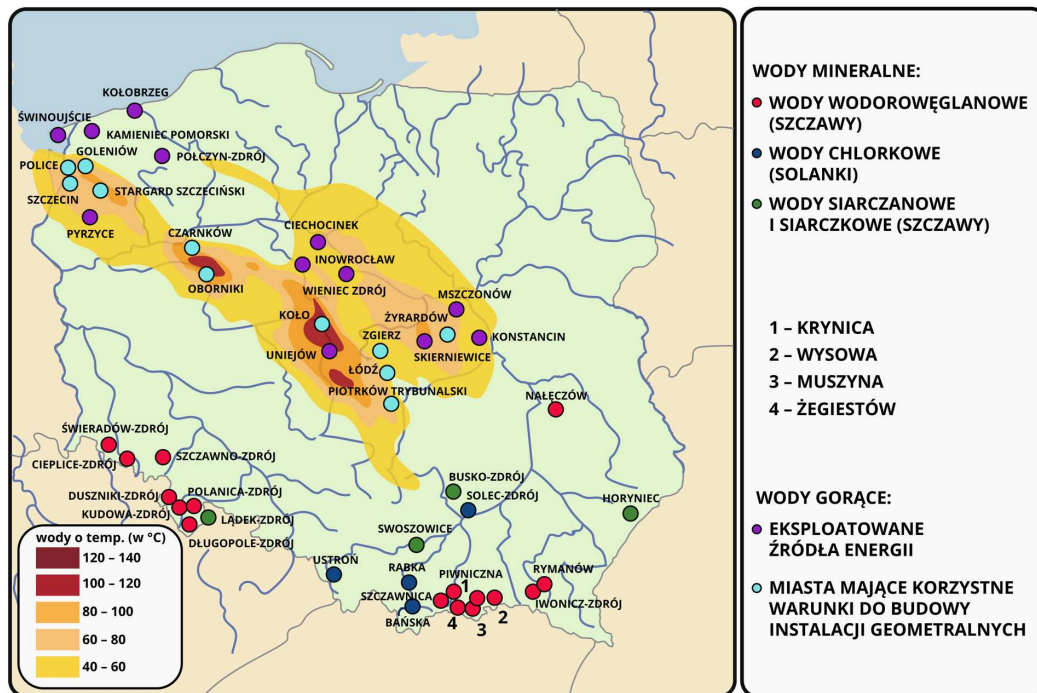 KOŁOBRZEG
ŚWINOUJŚCIE
KAMIENIEC POMORSKI
GOLENIÓW
POLICE
POŁCZYN-ZDRÓJ
STARGARD SZCZECIŃSKI
SZCZECIN
PYRZYCE
CZARNKÓW
OBORNIKI
CIECHOCINEK
INOWROCŁAW
WIENIEC ZDRÓJ
MSZCZONÓW
KOŁO
ŻYRARDÓW
ZGIERZ
KONSTANCIN
UNIEJÓW
SKIERNIEWICE
ŁÓDŹ
PIOTRKÓW TRYBUNALSKI
NAŁĘCZÓW
ŚWIERADÓW-ZDRÓJ
CIEPLICE-ZDRÓJ
SZCZAWNO-ZDRÓJ
BUSKO-ZDRÓJ
SOLEC-ZDRÓJ
HORYNIEC
DUSZNIKI-ZDRÓJ
POLANICA-ZDRÓJ
KUDOWA-ZDRÓJ
LĄDEK-ZDRÓJ
DŁUGOPOLE-ZDRÓJ
SWOSZOWICE
USTROŃ
RABKA
PIWNICZNA
RYMANÓW
SZCZAWNICA
1
IWONICZ-ZDRÓJ
BAŃSKA
4
3
2
wody o temp. (w °C)
120 – 140
100 – 120
80 – 100
60 – 80
40 – 60
WODY MINERALNE:
WODY WODOROWĘGLANOWE
(SZCZAWY)
WODY CHLORKOWE
(SOLANKI)
WODY SIARCZANOWE
I SIARCZKOWE (SZCZAWY)
1 – KRYNICA
2 – WYSOWA
3 – MUSZYNA
4 – ŻEGIESTÓW
WODY GORĄCE:
EKSPLOATOWANE
ŹRÓDŁA ENERGII
MIASTA MAJĄCE KORZYSTNE
WARUNKI DO BUDOWY
INSTALACJI GEOMETRALNYCH